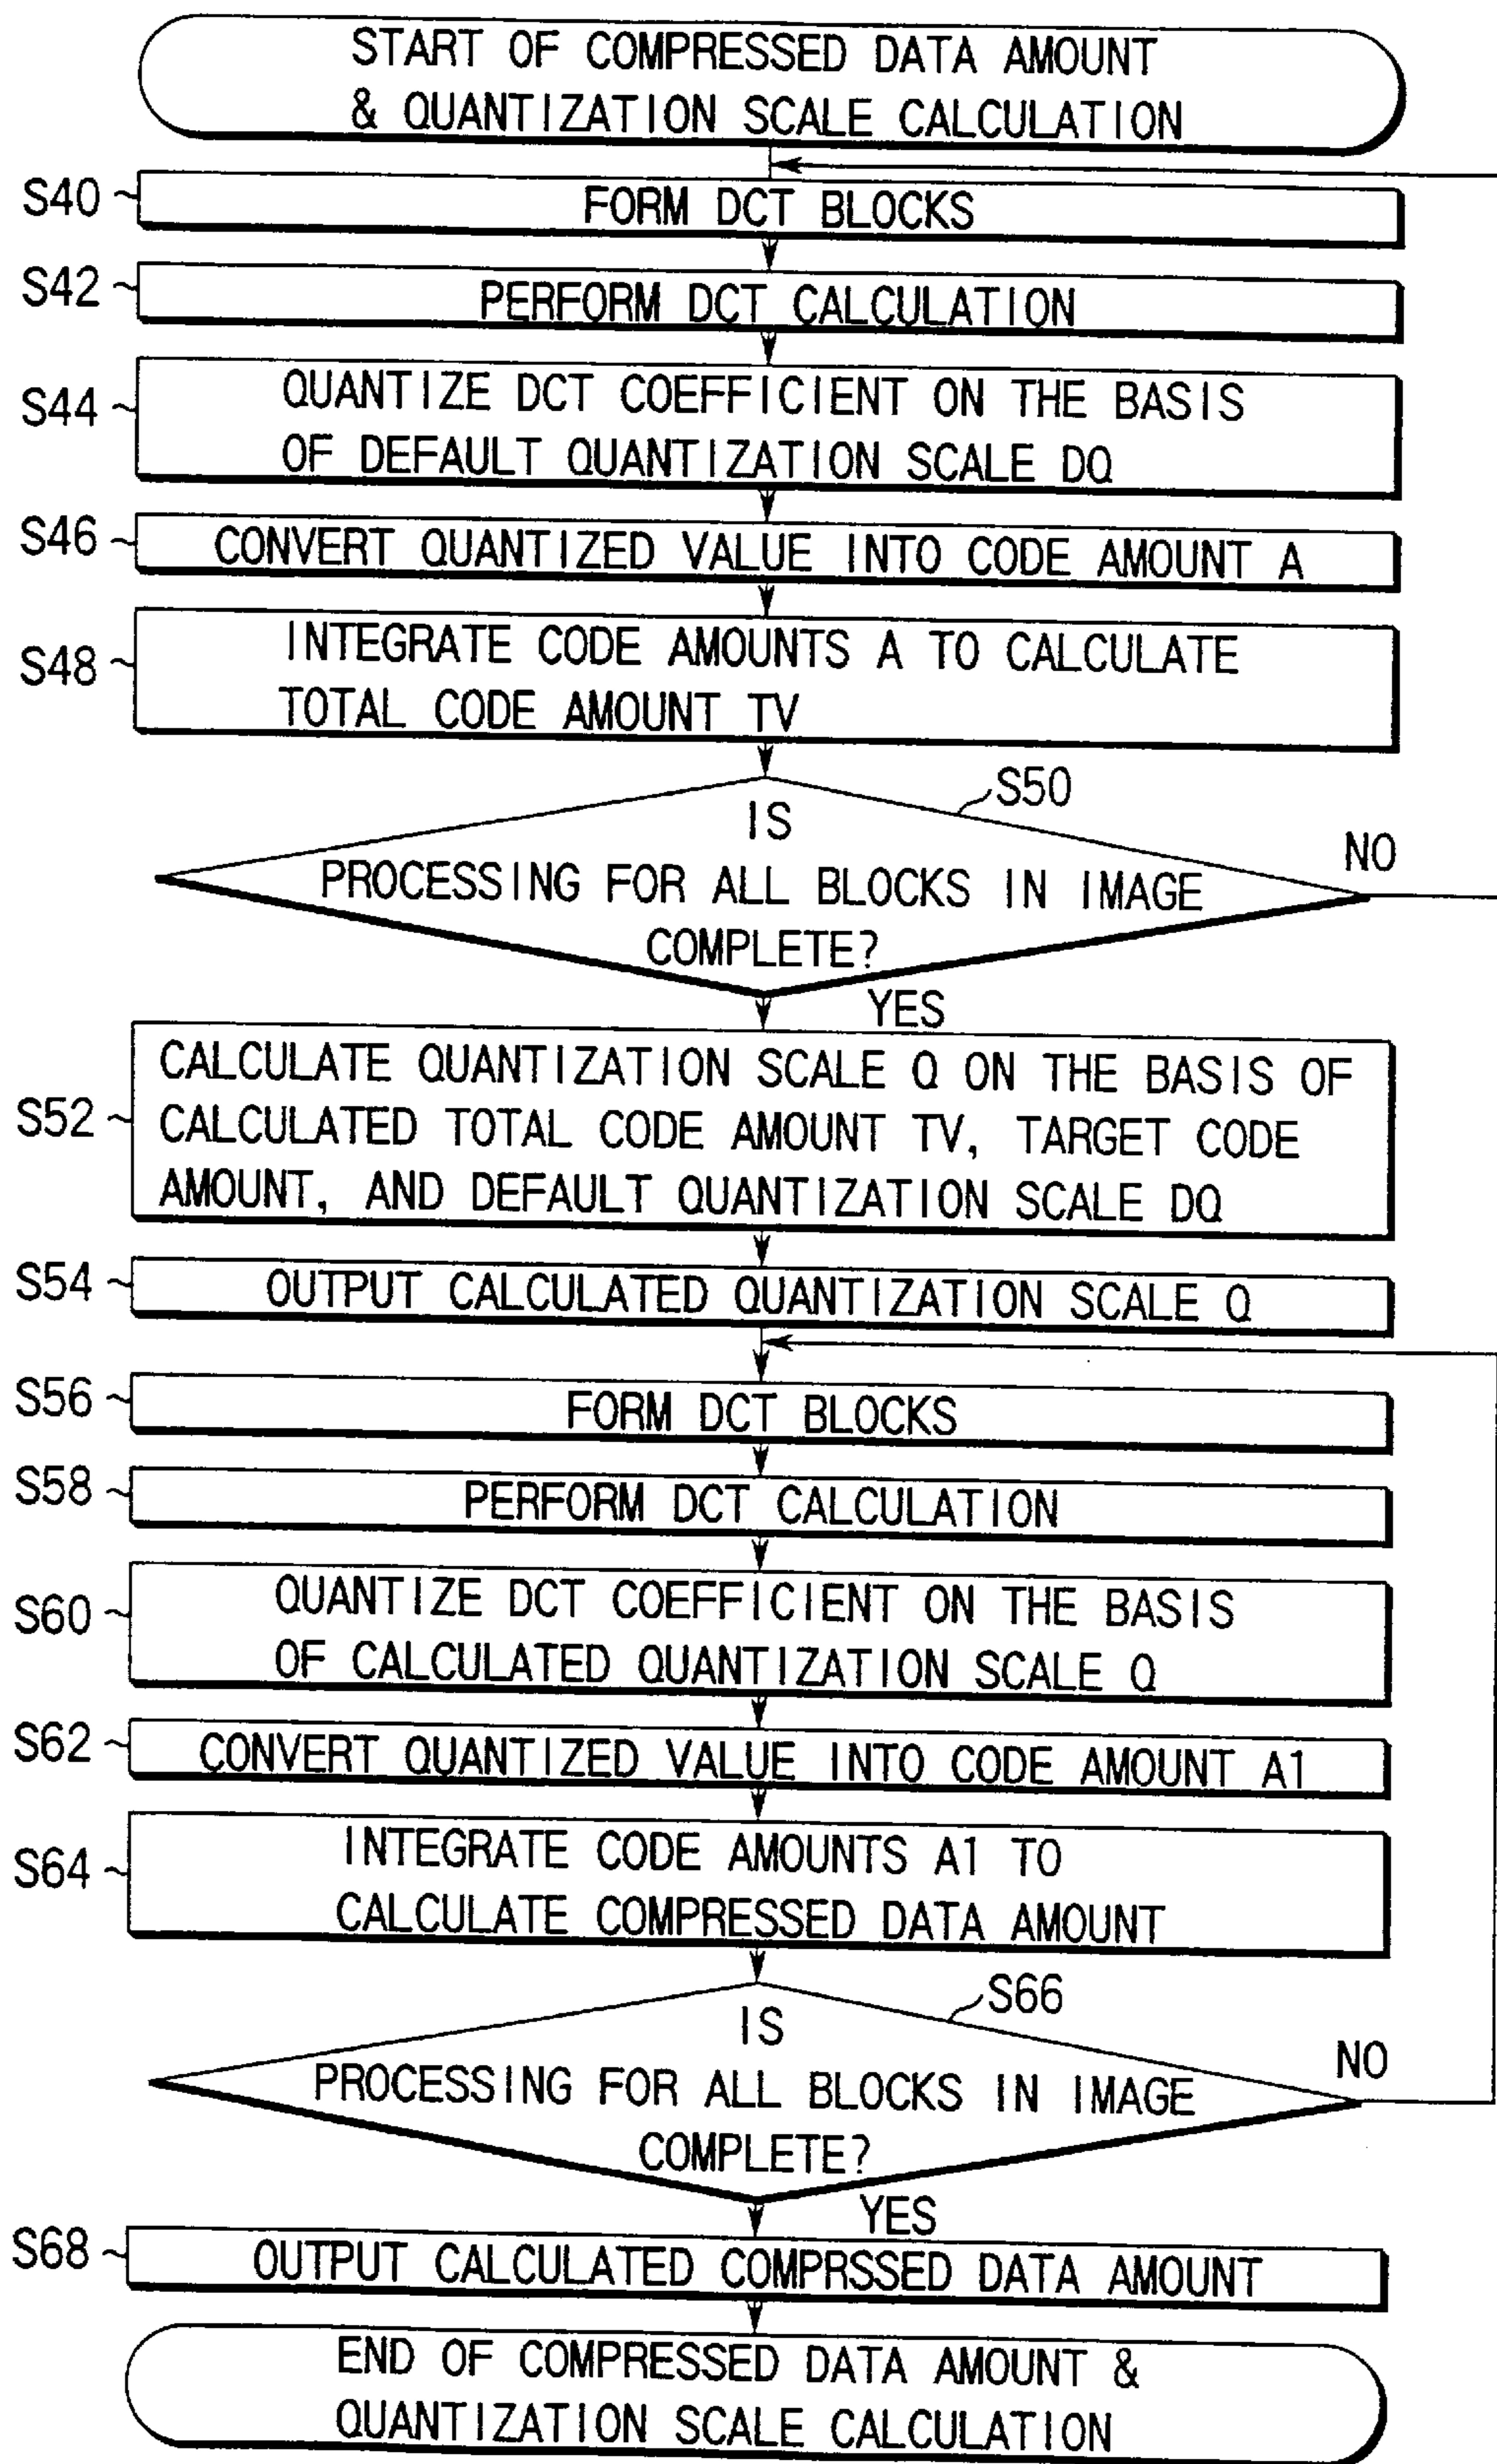 START OF COMPRESSED DATA AMOUNT
& QUANTIZATION SCALE CALCULATION
S40
FORM DCT BLOCKS
S42
PERFORM DCT CALCULATION
S44
QUANTIZE DCT COEFFICIENT ON THE BASIS
OF DEFAULT QUANTIZATION SCALE DQ
S46
CONVERT QUANTIZED VALUE INTO CODE AMOUNT A
S48
INTEGRATE CODE AMOUNTS A TO CALCULATE
TOTAL CODE AMOUNT TV
S50
IS
PROCESSING FOR ALL BLOCKS IN IMAGE
COMPLETE?
NO
YES
S52
CALCULATE QUANTIZATION SCALE Q ON THE BASIS OF
CALCULATED TOTAL CODE AMOUNT TV, TARGET CODE
AMOUNT, AND DEFAULT QUANTIZATION SCALE DQ
S54
OUTPUT CALCULATED QUANTIZATION SCALE Q
S56
FORM DCT BLOCKS
S58
PERFORM DCT CALCULATION
S60
QUANTIZE DCT COEFFICIENT ON THE BASIS
OF CALCULATED QUANTIZATION SCALE Q
S62
CONVERT QUANTIZED VALUE INTO CODE AMOUNT A1
S64
INTEGRATE CODE AMOUNTS A1 TO
CALCULATE COMPRESSED DATA AMOUNT
S66
IS
PROCESSING FOR ALL BLOCKS IN IMAGE
COMPLETE?
NO
YES
S68
OUTPUT CALCULATED COMPRSSED DATA AMOUNT
END OF COMPRESSED DATA AMOUNT &
QUANTIZATION SCALE CALCULATION